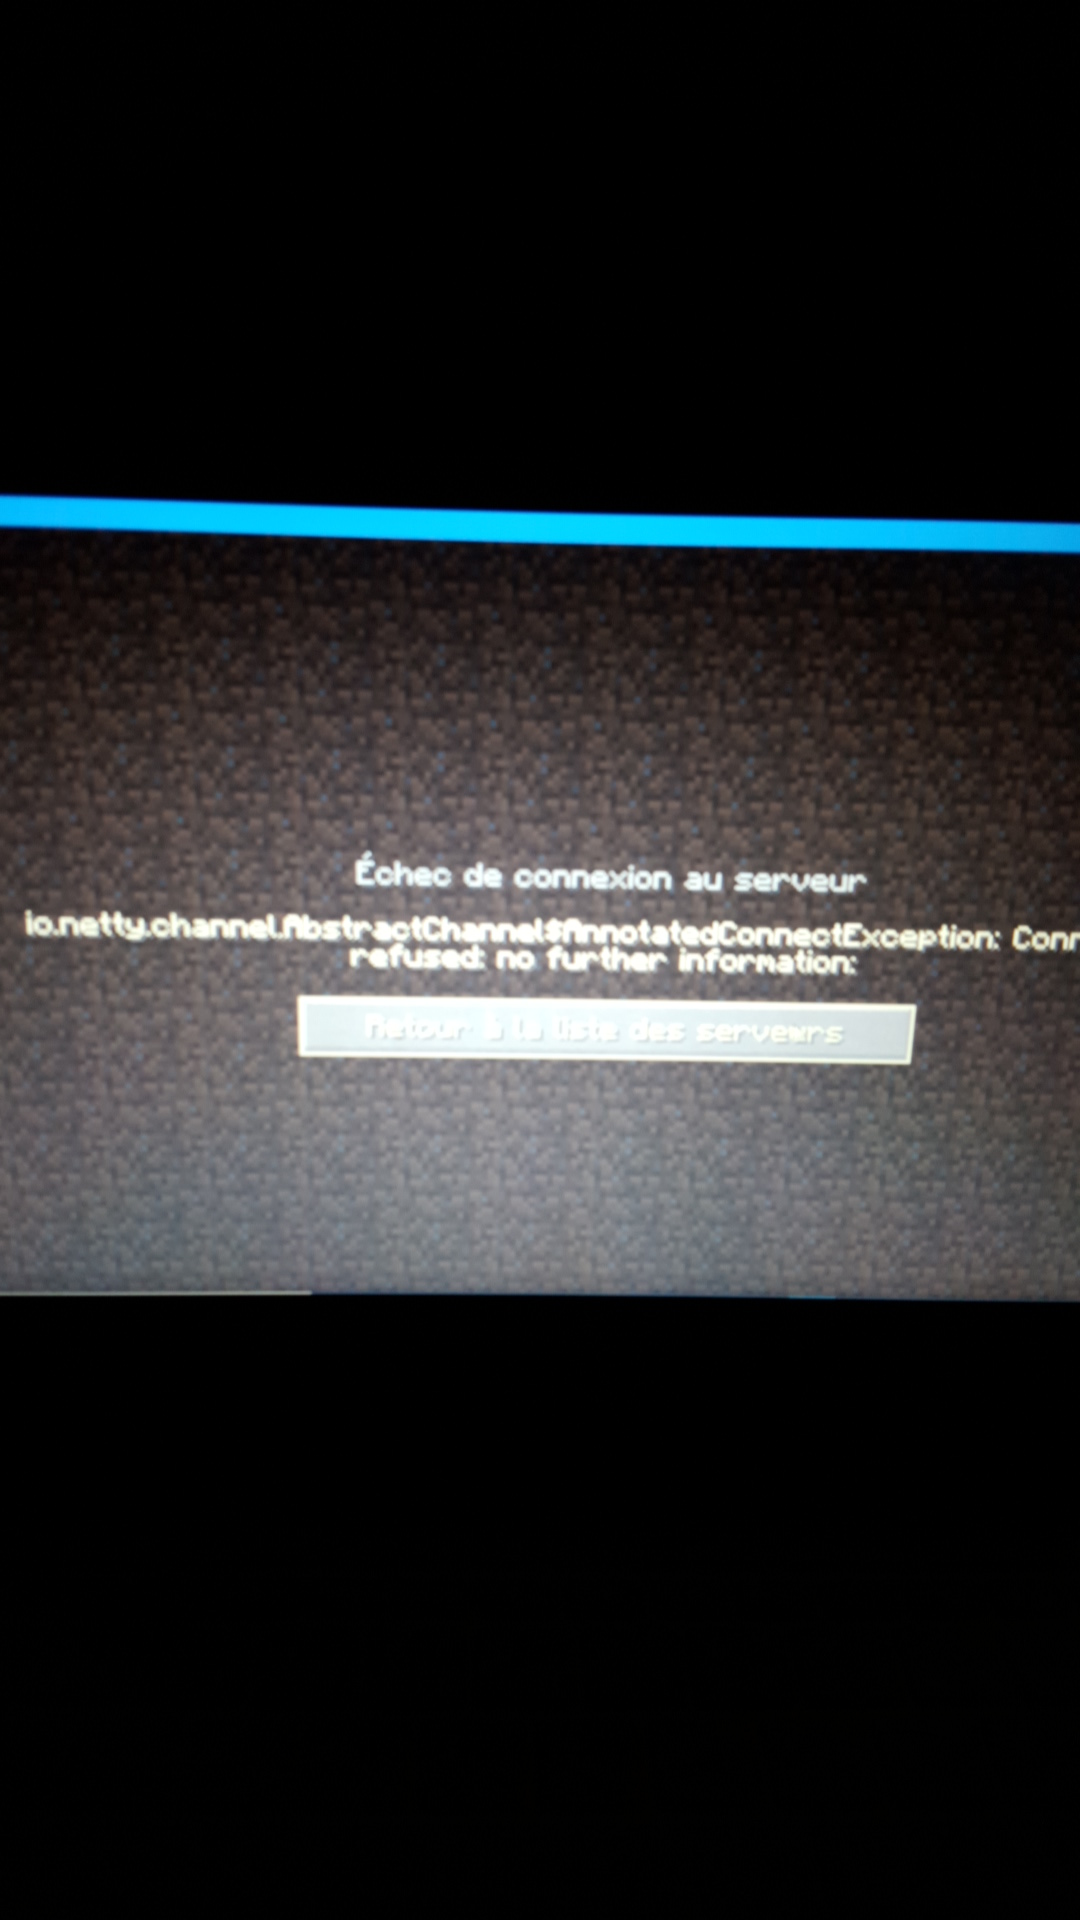 Échec de connexion au serveur
io.netty.channel.AbstractChannel$AnnotatedConnectException: Conn
refused: no further information:
Retour à la liste des serveurs